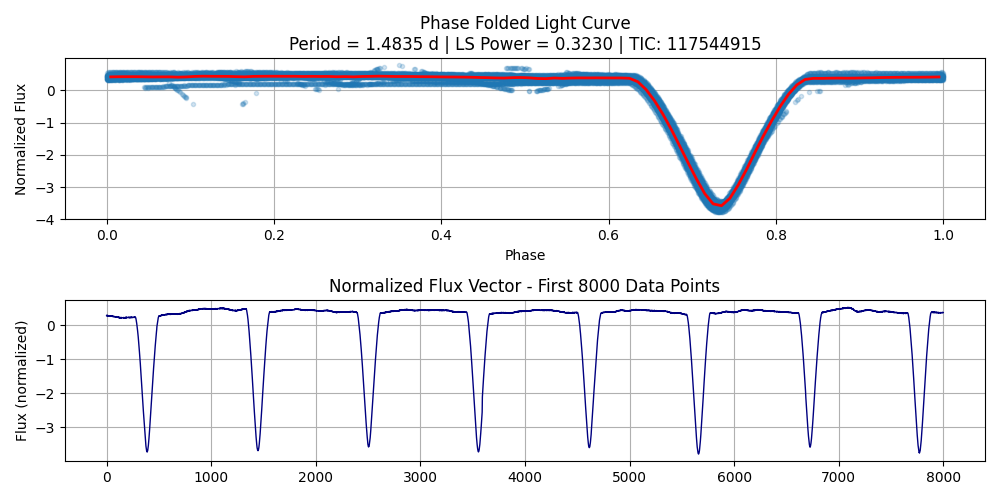 Phase Folded Light Curve
Period = 1.4835 d | LS Power = 0.3230 | TIC: 117544915
Normalized Flux
0
−1
−2
−3
−4
0.0 0.2 0.4 0.6 0.8 1.0
Phase
Normalized Flux Vector - First 8000 Data Points
Flux (normalized)
0
−1
−2
−3
0 1000 2000 3000 4000 5000 6000 7000 8000